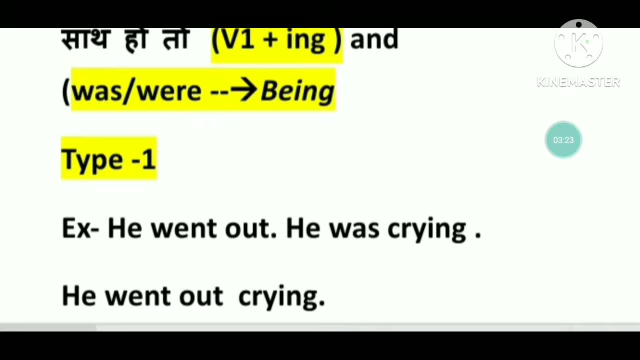 साथ हो तो (V1 + ing ) and
(was/were --→Being
Type -1
Ex- He went out. He was crying .
He went out crying.
KINEMASTER
03:23